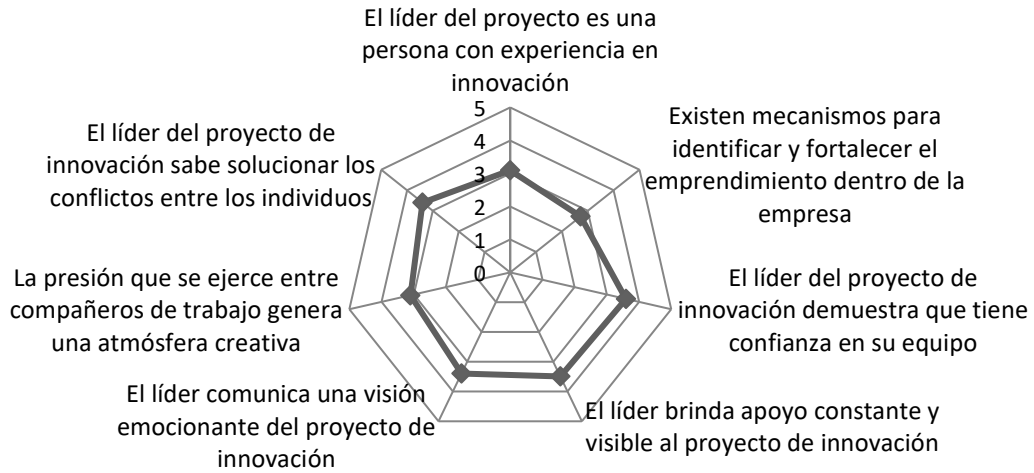 El líder del proyecto es una
persona con experiencia en
innovación
Existen mecanismos para
identificar y fortalecer el
emprendimiento dentro de la
empresa
El líder del proyecto de
innovación demuestra que tiene
confianza en su equipo
El líder brinda apoyo constante y
visible al proyecto de innovación
El líder comunica una visión
emocionante del proyecto de
innovación
La presión que se ejerce entre
compañeros de trabajo genera
una atmósfera creativa
El líder del proyecto de
innovación sabe solucionar los
conflictos entre los individuos
5
4
3
2
1
0